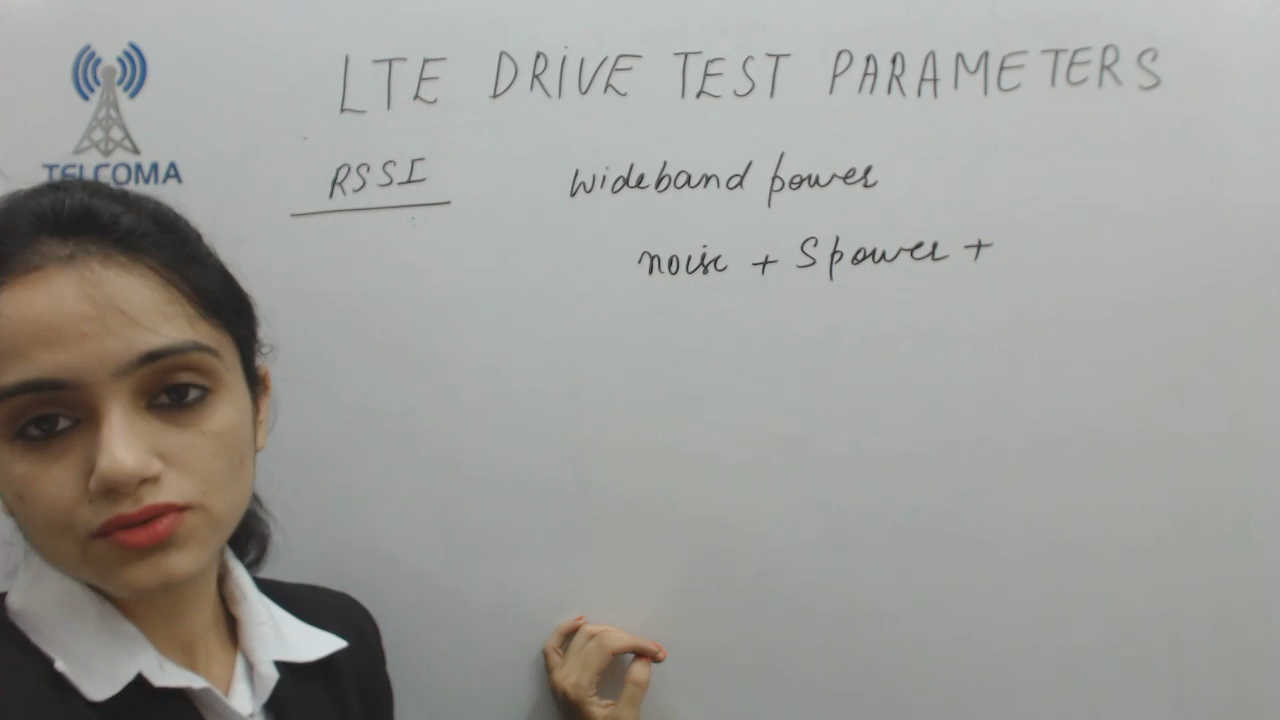 LTE DRIVE TEST PARAMETERS
TELCOMA
RSSI wideband power
noise + S power +